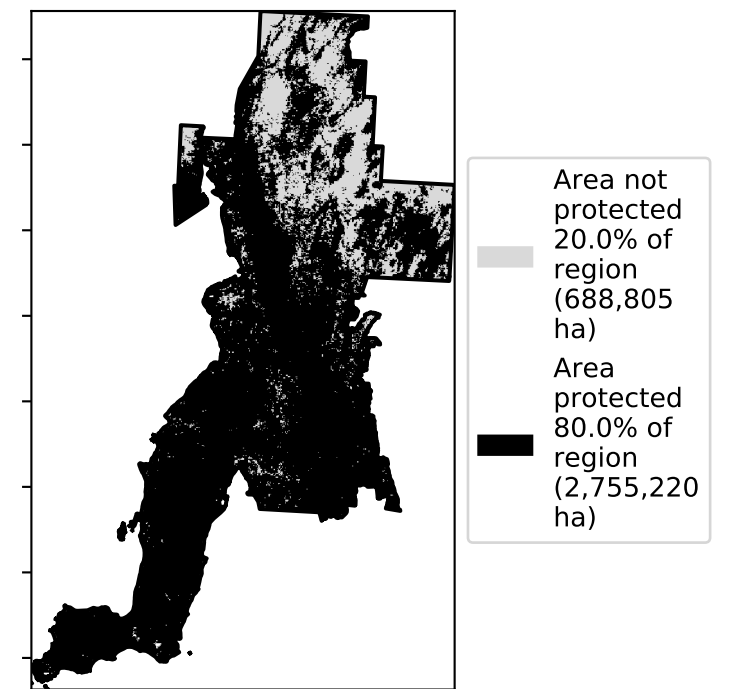 Area not
protected
20.0% of
region
(688,805
ha)
Area
protected
80.0% of
region
(2,755,220
ha)